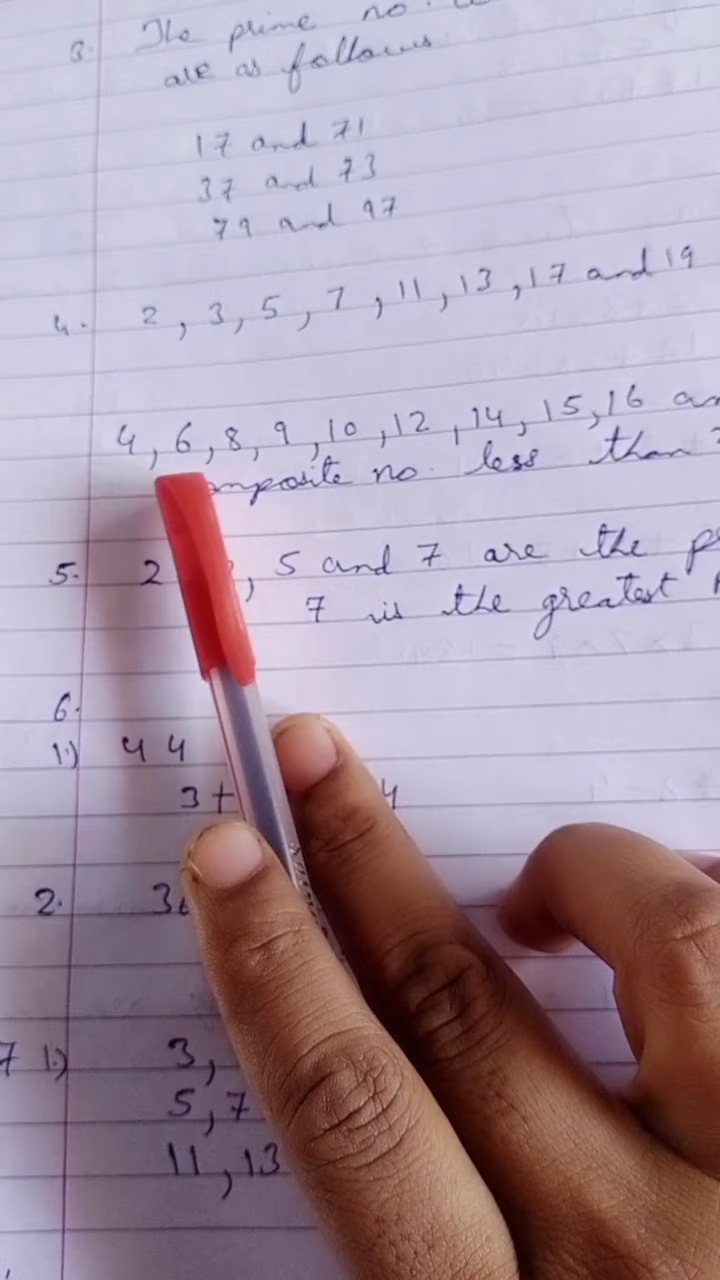 3. The prime no.
are as follows
17 and 71
37 and 73
79 and 97
4. 2, 3, 5, 7, 11, 13, 17 and 19
4, 6, 8, 9, 10, 12, 14, 15, 16
mposite no. less than
5. 2 , 5 and 7 are the
7 is the greatest
6.
1) 44
3+ 4
2. 3
7 1)
3,
5, 7
11, 13